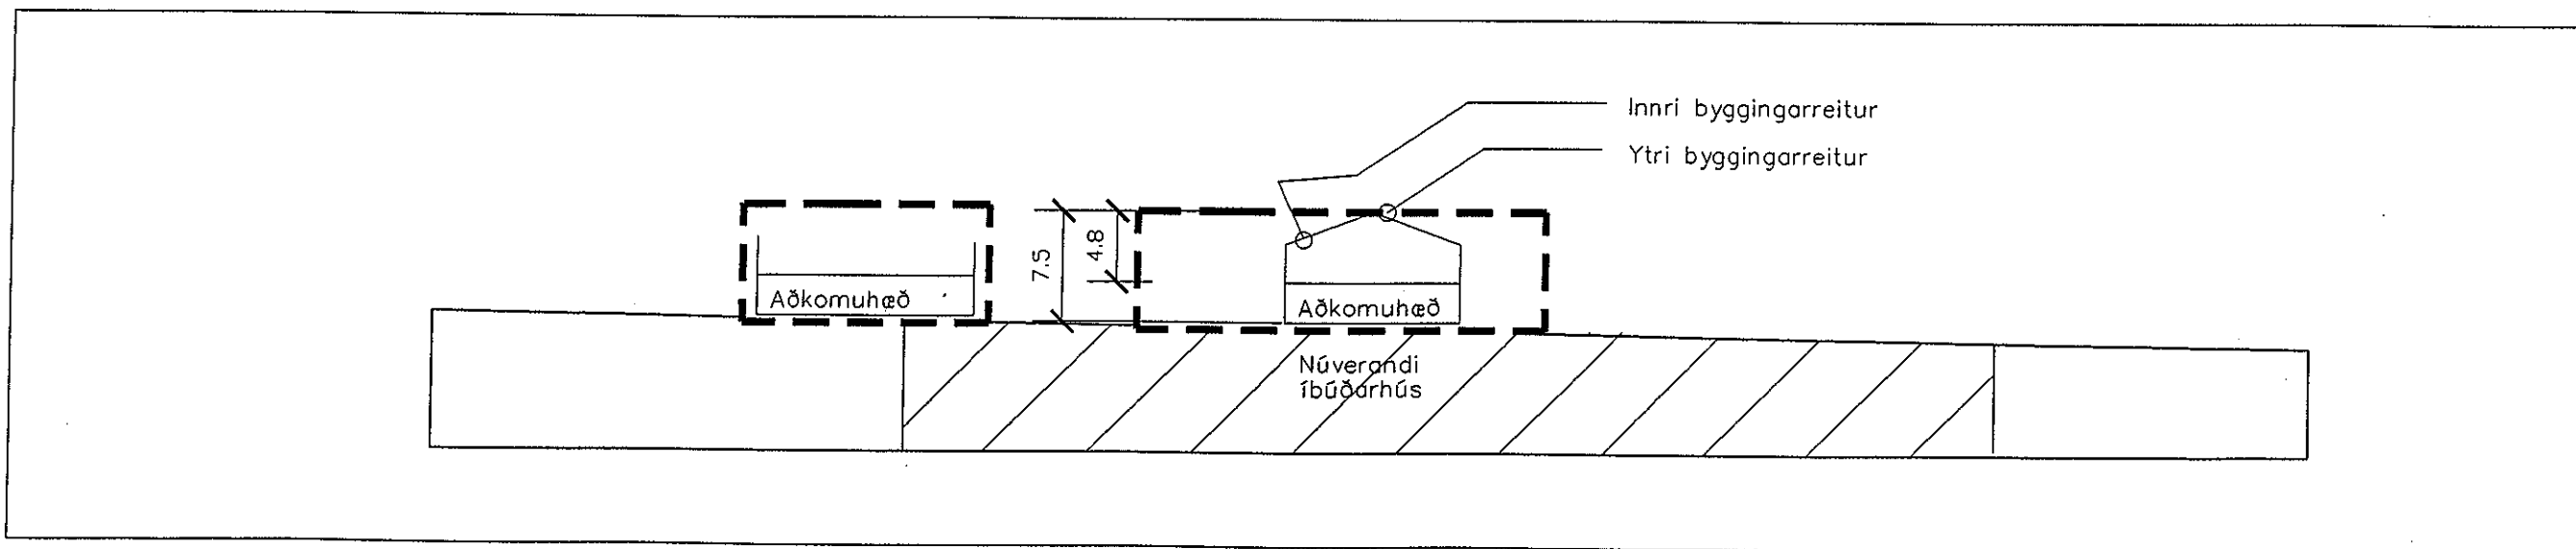 Innri byggingarreitur
Ytri byggingarreitur
7.5
4.8
Aðkomuhæð
Aðkomuhæð
Núverandi
íbúðarhús